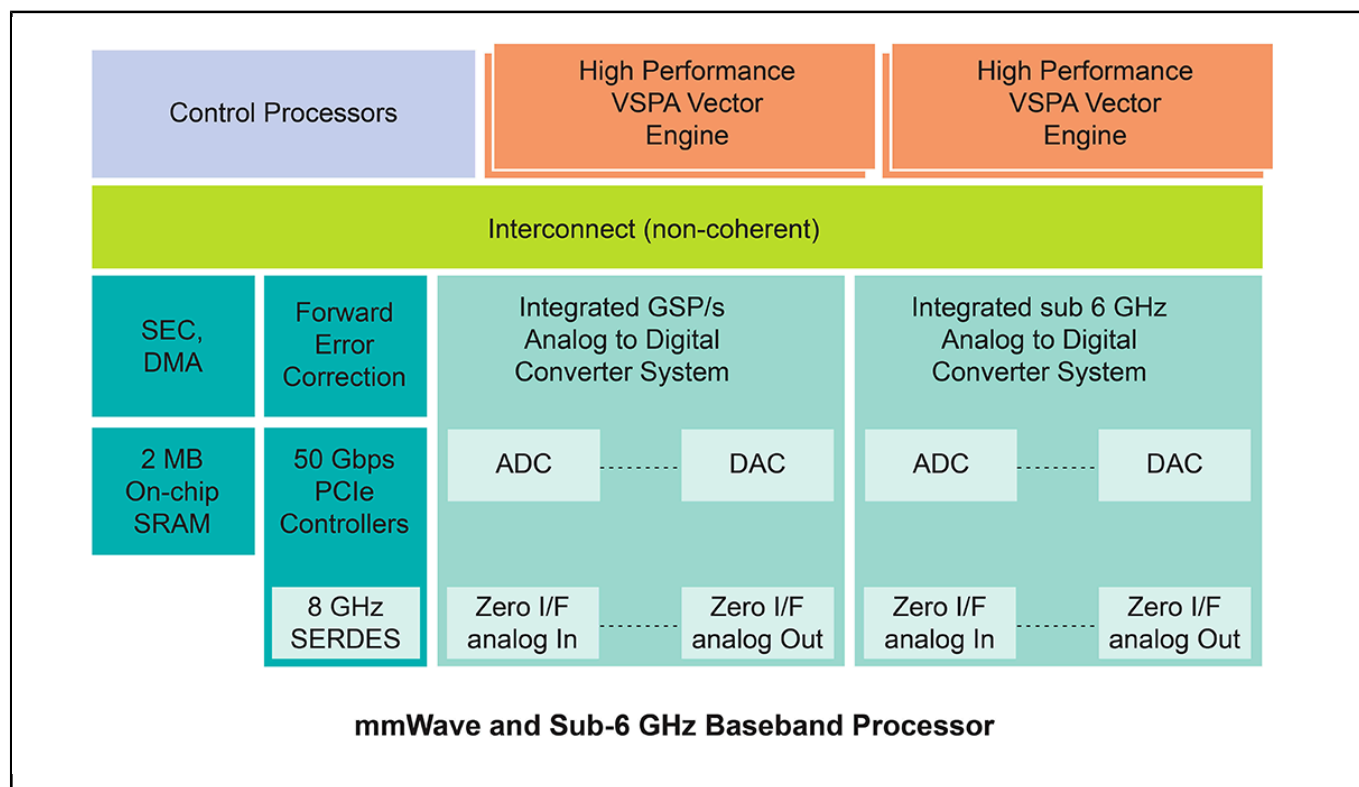 Control Processors
High Performance
VSPA Vector
Engine
High Performance
VSPA Vector
Engine
Interconnect (non-coherent)
SEC,
DMA
Forward
Error
Correction
Integrated GSP/s
Analog to Digital
Converter System
Integrated sub 6 GHz
Analog to Digital
Converter System
2 MB
On-chip
SRAM
50 Gbps
PCIe
Controllers
ADC
DAC
ADC
DAC
8 GHz
SERDES
Zero I/F
analog In
Zero I/F
analog Out
Zero I/F
analog In
Zero I/F
analog Out
mmWave and Sub-6 GHz Baseband Processor